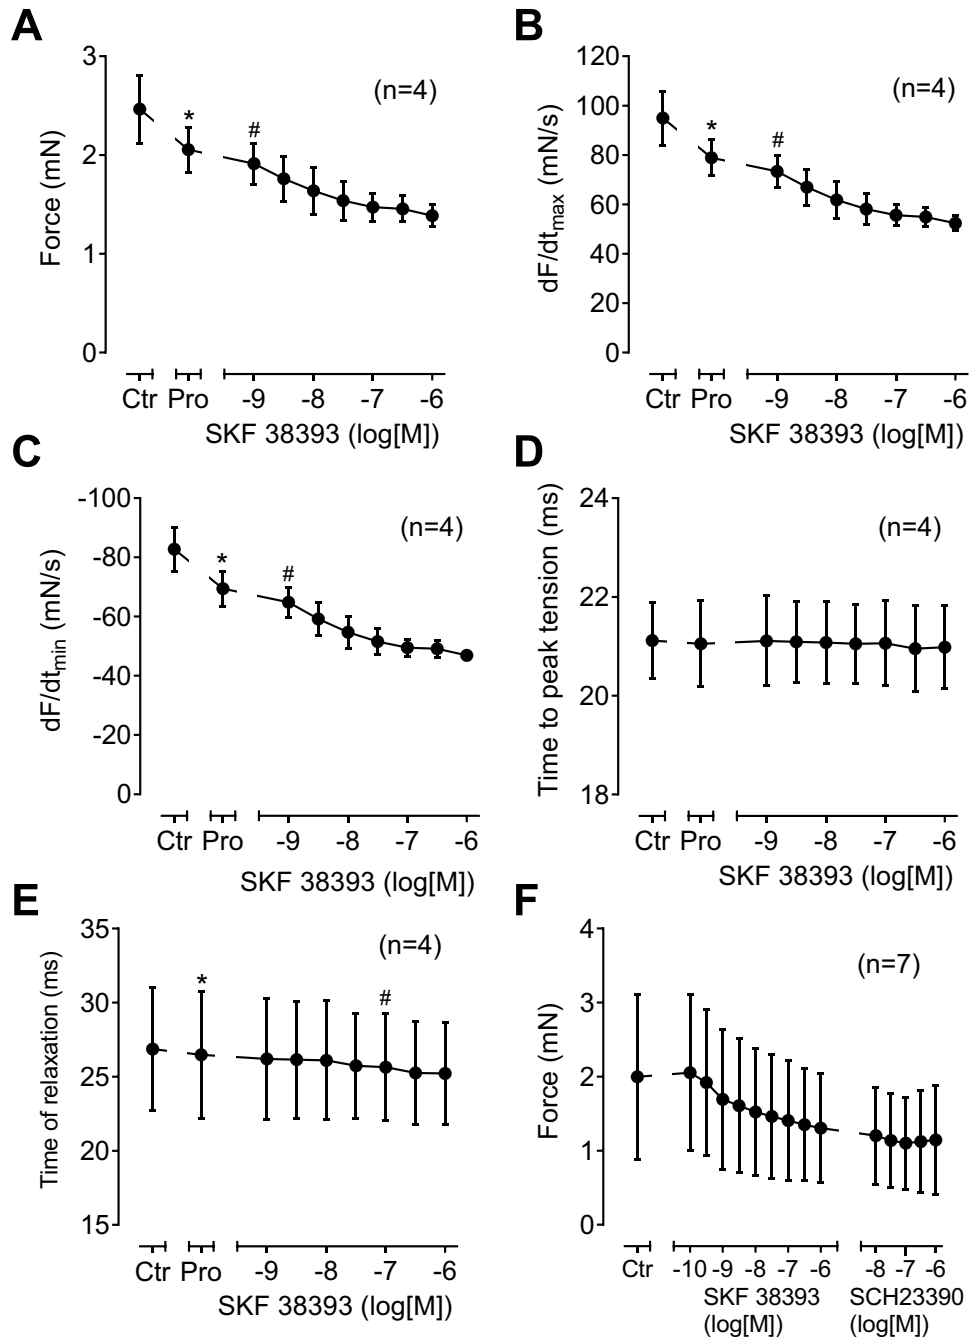 A
Force (mN)
3
2
1
0
(n=4)
*
#
Ctr Pro -9 -8 -7 -6
SKF 38393 (log[M])
B
dF/dtmax (mN/s)
120
100
80
60
40
20
0
(n=4)
*
#
Ctr Pro -9 -8 -7 -6
SKF 38393 (log[M])
C
dF/dtmin (mN/s)
-100
-80
-60
-40
-20
0
(n=4)
*
#
Ctr Pro -9 -8 -7 -6
SKF 38393 (log[M])
D
Time to peak tension (ms)
24
22
20
18
(n=4)
Ctr Pro -9 -8 -7 -6
SKF 38393 (log[M])
E
Time of relaxation (ms)
35
30
25
20
15
(n=4)
*
#
Ctr Pro -9 -8 -7 -6
SKF 38393 (log[M])
F
Force (mN)
4
3
2
1
0
(n=7)
Ctr -10 -9 -8 -7 -6 -8 -7 -6
SKF 38393 SCH23390
(log[M]) (log[M])